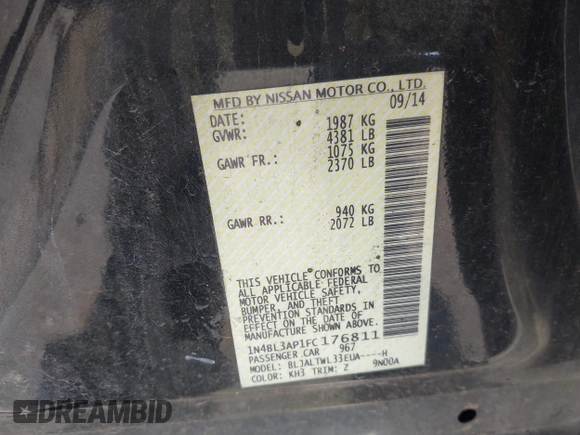 MFD BY NISSAN MOTOR CO., LTD.
DATE: 09/14
GVWR: 1987 KG
4381 LB
GAWR FR.: 1075 KG
2370 LB
GAWR RR.: 940 KG
2072 LB
THIS VEHICLE CONFORMS TO
ALL APPLICABLE FEDERAL
MOTOR VEHICLE SAFETY,
BUMPER, AND THEFT
PREVENTION STANDARDS IN
EFFECT ON THE DATE OF
MANUFACTURE SHOWN ABOVE.
1N4BL3AP1FC176811
PASSENGER CAR 967
MODEL: BLJALTWL33EUA----H
COLOR: KH3 TRIM: Z 9N00A
DREAMBID
DREAMBID